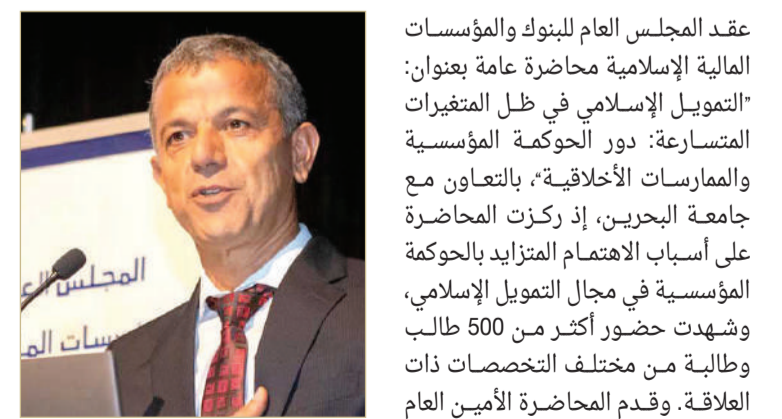 عقد المجلس العام للبنوك والمؤسسات
المالية الإسلامية محاضرة عامة بعنوان:
”التمويل الإسلامي في ظل المتغيرات
المتسارعة: دور الحوكمة المؤسسية
والممارسات الأخلاقية“، بالتعاون مع
جامعة البحرين، إذ ركزت المحاضرة
على أسباب الاهتمام المتزايد بالحوكمة
المؤسسية في مجال التمويل الإسلامي،
وشهدت حضور أكثر من 500 طالب
وطالبة من مختلف التخصصات ذات
العلاقة. وقدم المحاضرة الأمين العام
المجلس